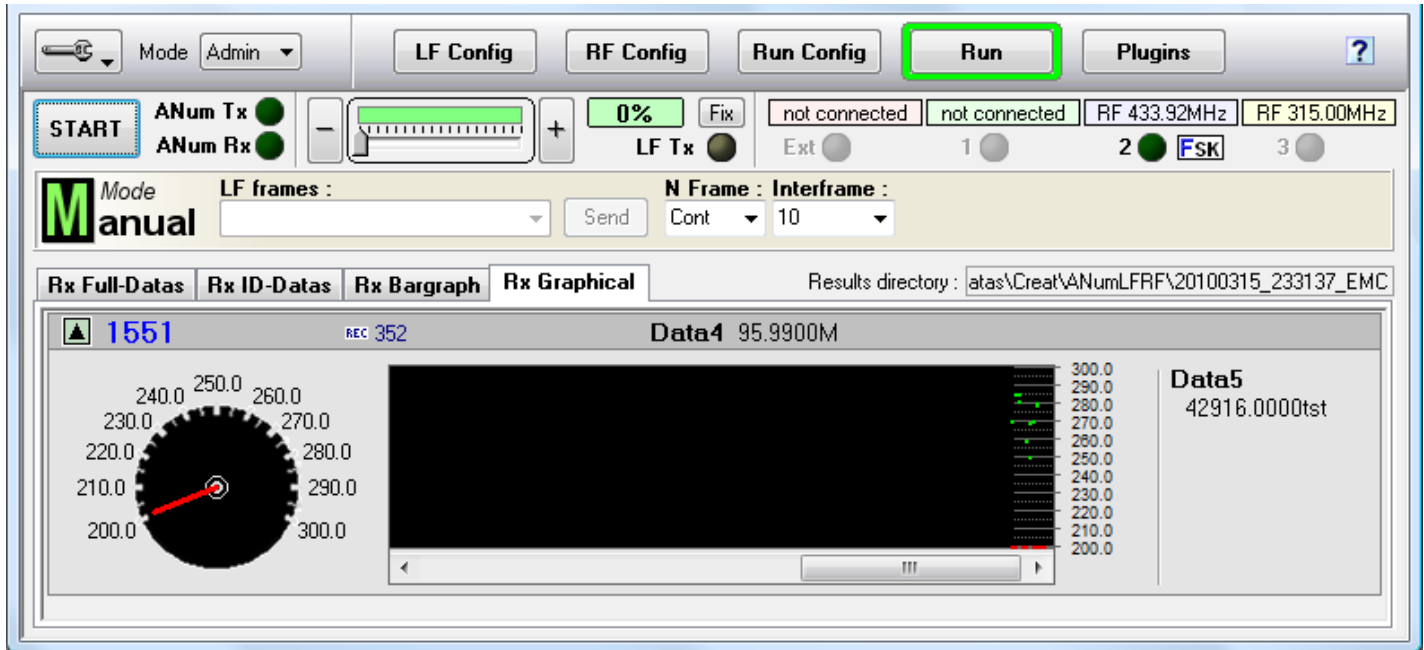 Mode Admin LF Config RF Config Run Config Run Plugins ?
START ANum Tx ANum Rx − + 0% Fix LF Tx
not connected not connected RF 433.92MHz RF 315.00MHz
Ext 1 2 FSK 3
Mode Manual
LF frames : N Frame : Interframe :
Send Cont 10
Rx Full-Datas Rx ID-Datas Rx Bargraph Rx Graphical Results directory : atas\Creat\ANumLFRF\20100315_233137_EMC
1551 REC 352 Data4 95.9900M
200.0
210.0
220.0
230.0
240.0
250.0
260.0
270.0
280.0
290.0
300.0
300.0
290.0
280.0
270.0
260.0
250.0
240.0
230.0
220.0
210.0
200.0
Data5
42916.0000tst